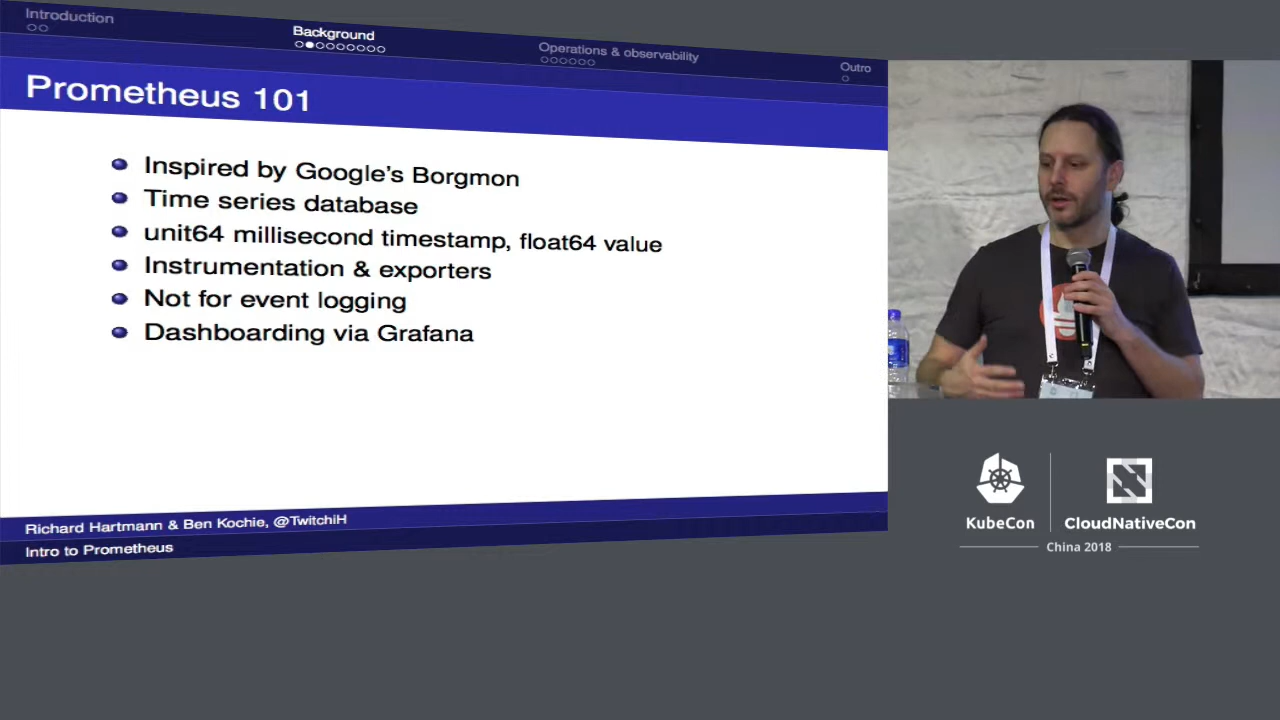 Introduction
Background
Operations & observability
Outro
Prometheus 101
Inspired by Google's Borgmon
Time series database
unit64 millisecond timestamp, float64 value
Instrumentation & exporters
Not for event logging
Dashboarding via Grafana
Richard Hartmann & Ben Kochie, @TwitchiH
Intro to Prometheus
KubeCon
CloudNativeCon
China 2018